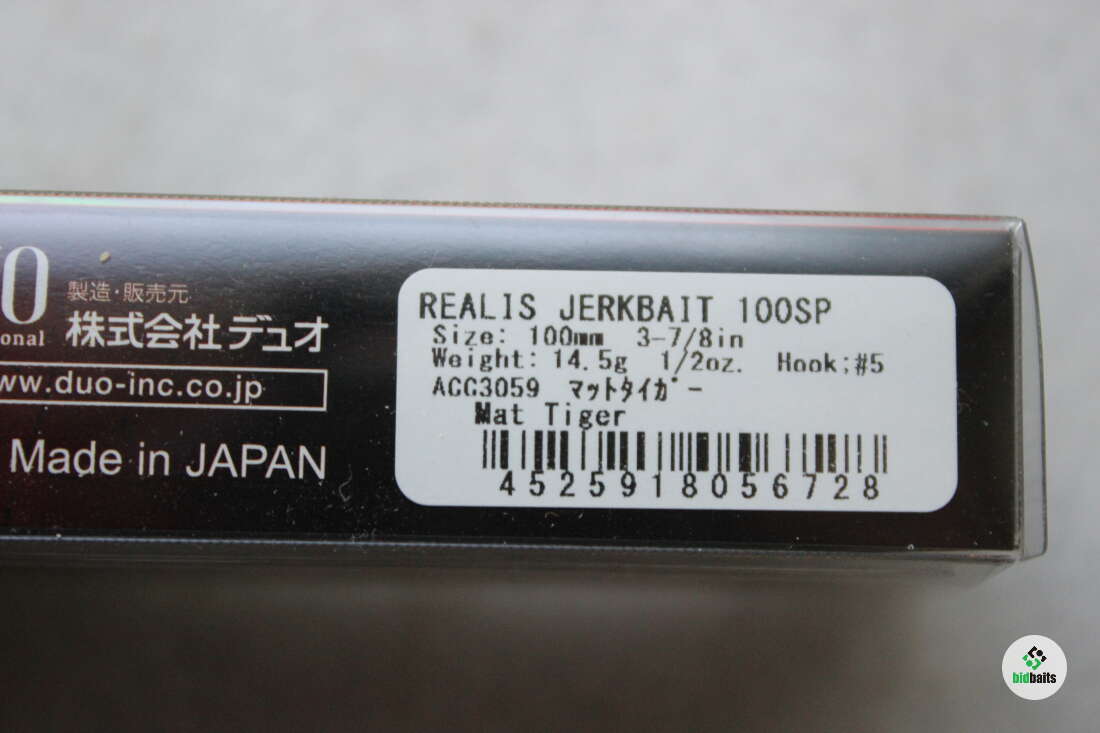 製造・販売元
株式会社デュオ
www.duo-inc.co.jp
Made in JAPAN
REALIS JERKBAIT 100SP
Size: 100mm 3-7/8in
Weight: 14.5g 1/2oz. Hook;#5
ACC3059 マットタイガー
Mat Tiger
4525918056728
bidbaits